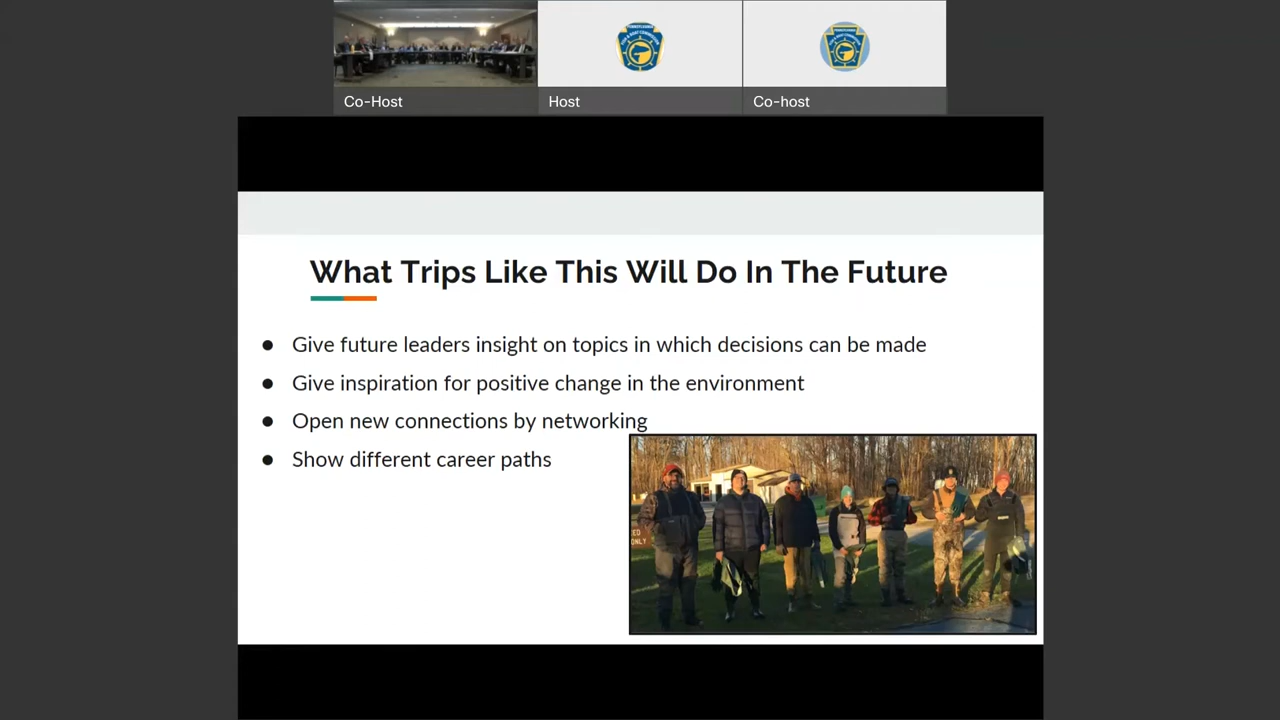 Co-Host
Host
Co-host
What Trips Like This Will Do In The Future
● Give future leaders insight on topics in which decisions can be made
● Give inspiration for positive change in the environment
● Open new connections by networking
● Show different career paths
ONLY